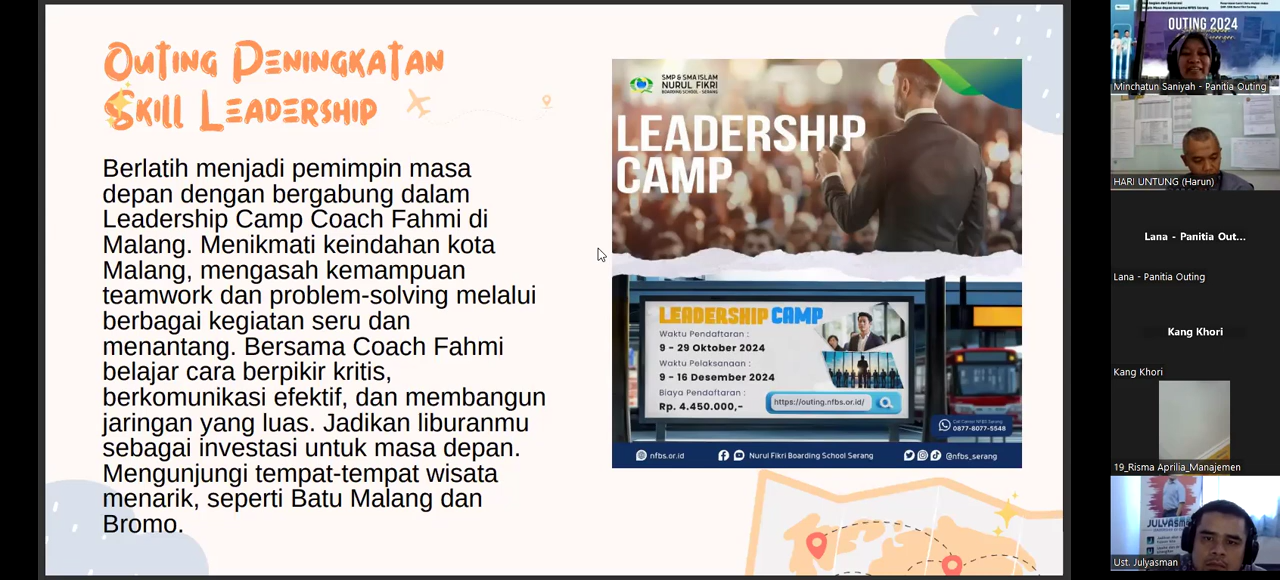 OUTING PENINGKATAN
SKILL LEADERSHIP
Berlatih menjadi pemimpin masa
depan dengan bergabung dalam
Leadership Camp Coach Fahmi di
Malang. Menikmati keindahan kota
Malang, mengasah kemampuan
teamwork dan problem-solving melalui
berbagai kegiatan seru dan
menantang. Bersama Coach Fahmi
belajar cara berpikir kritis,
berkomunikasi efektif, dan membangun
jaringan yang luas. Jadikan liburanmu
sebagai investasi untuk masa depan.
Mengunjungi tempat-tempat wisata
menarik, seperti Batu Malang dan
Bromo.
SMP & SMA ISLAM
NURUL FIKRI
BOARDING SCHOOL - SERANG
LEADERSHIP
CAMP
LEADERSHIP CAMP
Waktu Pendaftaran :
9 - 29 Oktober 2024
Waktu Pelaksanaan :
9 - 16 Desember 2024
Biaya Pendaftaran :
Rp. 4.450.000,-
https://outing.nfbs.or.id/
Call Center NFBS Serang
0877-8077-5548
nfbs.or.id
Nurul Fikri Boarding School Serang
@nfbs_serang
OUTING 2024
Minchatun Saniyah - Panitia Outing
HARI UNTUNG (Harun)
Lana - Panitia Out...
Lana - Panitia Outing
Kang Khori
Kang Khori
19_Risma Aprilia_Manajemen
JULYASM
Ust. Julyasman